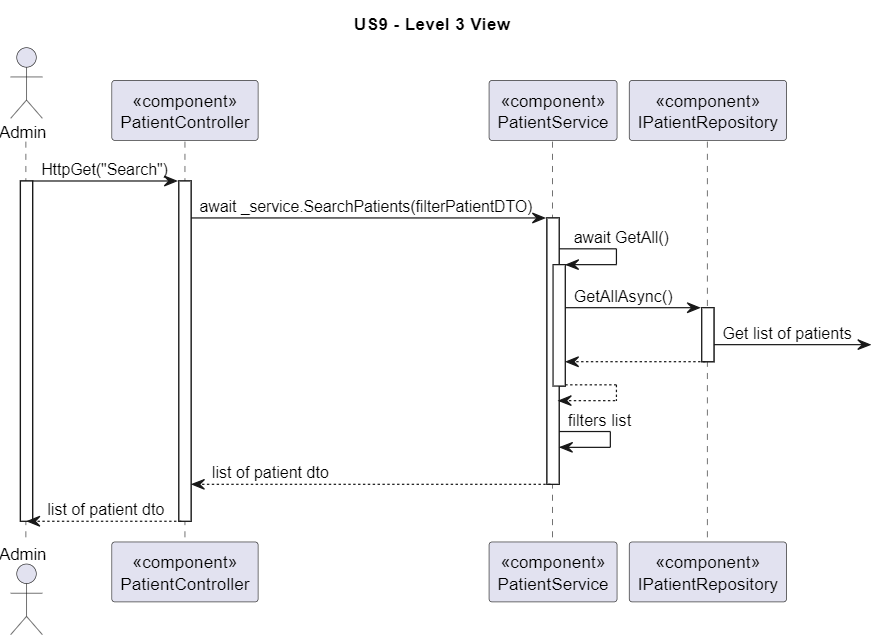 US9 - Level 3 View
Admin
«component»
PatientController
«component»
PatientService
«component»
IPatientRepository
HttpGet("Search")
await _service.SearchPatients(filterPatientDTO)
await GetAll()
GetAllAsync()
Get list of patients
filters list
list of patient dto
list of patient dto
Admin
«component»
PatientController
«component»
PatientService
«component»
IPatientRepository